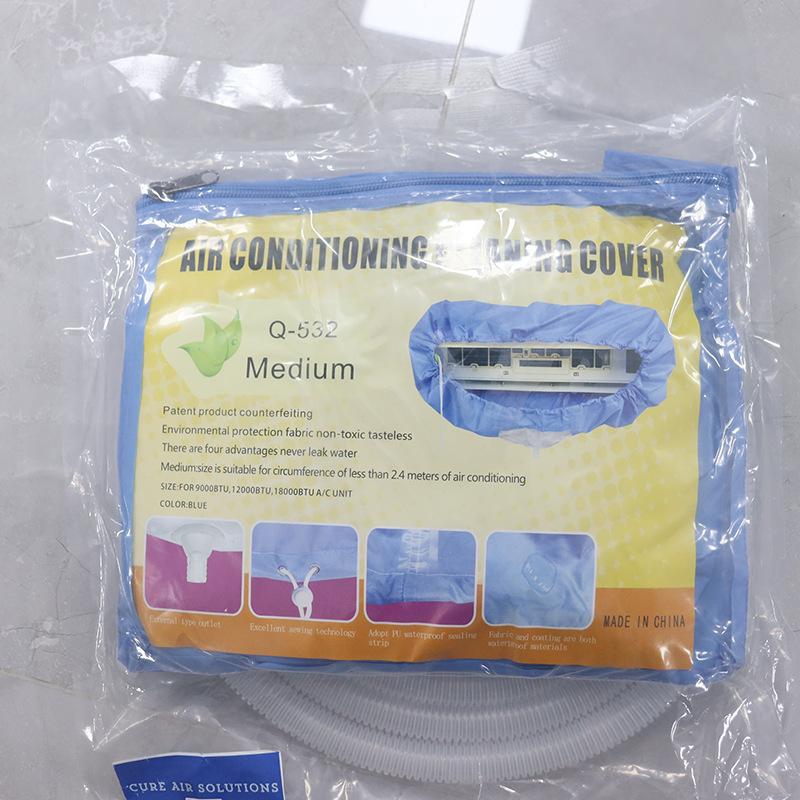 AIR CONDITIONING CLEANING COVER
Q-532
Medium
Patent product counterfeiting
Environmental protection fabric non-toxic tasteless
There are four advantages never leak water
Medium:size is suitable for circumference of less than 2.4 meters of air conditioning
SIZE:FOR 9000BTU,12000BTU,18000BTU A/C UNIT
COLOR:BLUE
External type outlet
Excellent sewing technology
Adopt PU waterproof sealing
strip
Fabric and coating are both
waterproof materials
MADE IN CHINA
CURE AIR SOLUTIONS